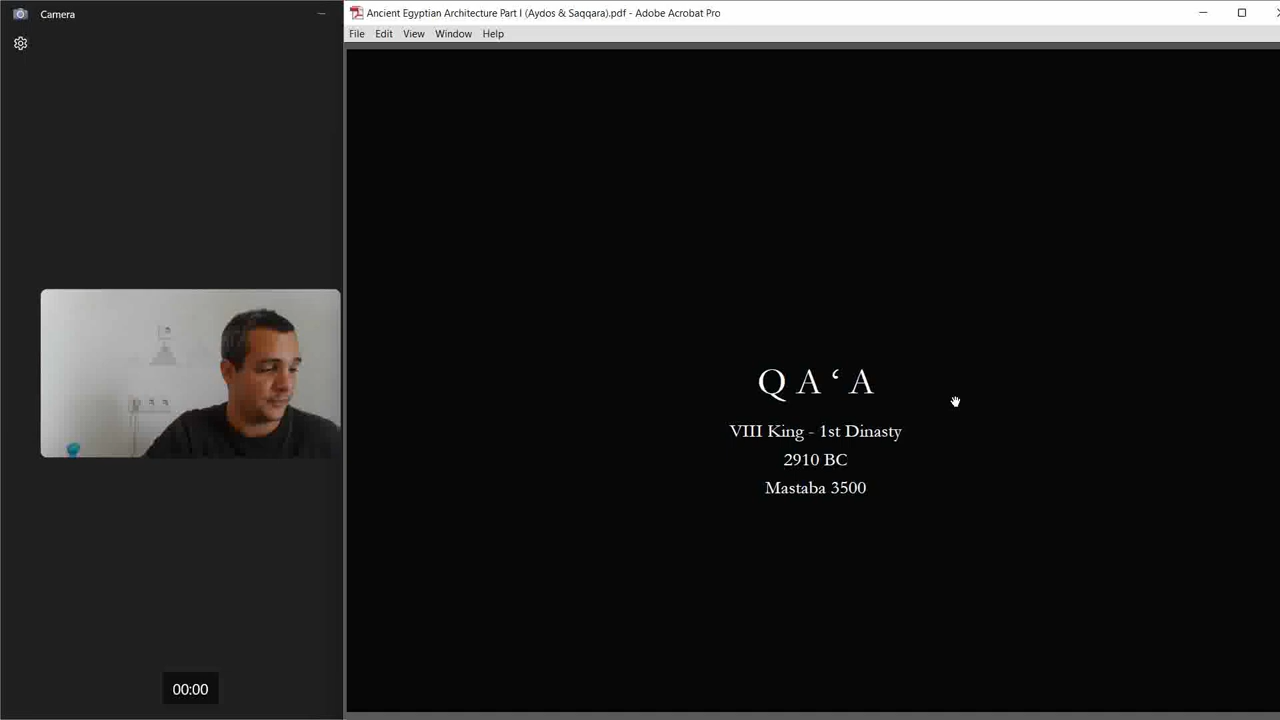 Camera
Ancient Egyptian Architecture Part I (Aydos & Saqqara).pdf - Adobe Acrobat Pro
File Edit View Window Help
QA‘A
VIII King - 1st Dinasty
2910 BC
Mastaba 3500
00:00